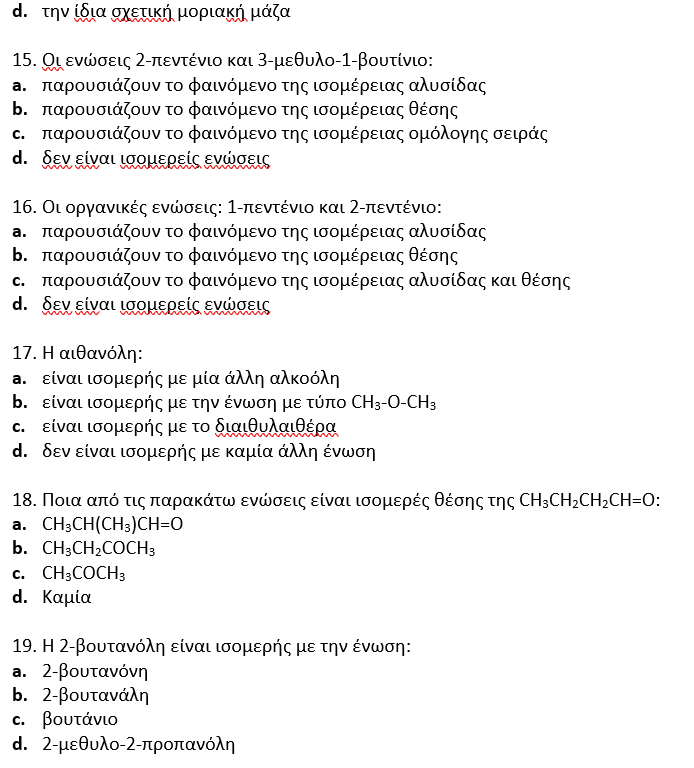 d. την ίδια σχετική μοριακή μάζα
15. Οι ενώσεις 2-πεντένιο και 3-μεθυλο-1-βουτίνιο:
a. παρουσιάζουν το φαινόμενο της ισομέρειας αλυσίδας
b. παρουσιάζουν το φαινόμενο της ισομέρειας θέσης
c. παρουσιάζουν το φαινόμενο της ισομέρειας ομόλογης σειράς
d. δεν είναι ισομερείς ενώσεις
16. Οι οργανικές ενώσεις: 1-πεντένιο και 2-πεντένιο:
a. παρουσιάζουν το φαινόμενο της ισομέρειας αλυσίδας
b. παρουσιάζουν το φαινόμενο της ισομέρειας θέσης
c. παρουσιάζουν το φαινόμενο της ισομέρειας αλυσίδας και θέσης
d. δεν είναι ισομερείς ενώσεις
17. Η αιθανόλη:
a. είναι ισομερής με μία άλλη αλκοόλη
b. είναι ισομερής με την ένωση με τύπο CH₃-O-CH₃
c. είναι ισομερής με το διαιθυλαιθέρα
d. δεν είναι ισομερής με καμία άλλη ένωση
18. Ποια από τις παρακάτω ενώσεις είναι ισομερές θέσης της CH₃CH₂CH₂CH=O:
a. CH₃CH(CH₃)CH=O
b. CH₃CH₂COCH₃
c. CH₃COCH₃
d. Καμία
19. Η 2-βουτανόλη είναι ισομερής με την ένωση:
a. 2-βουτανόνη
b. 2-βουτανάλη
c. βουτάνιο
d. 2-μεθυλο-2-προπανόλη